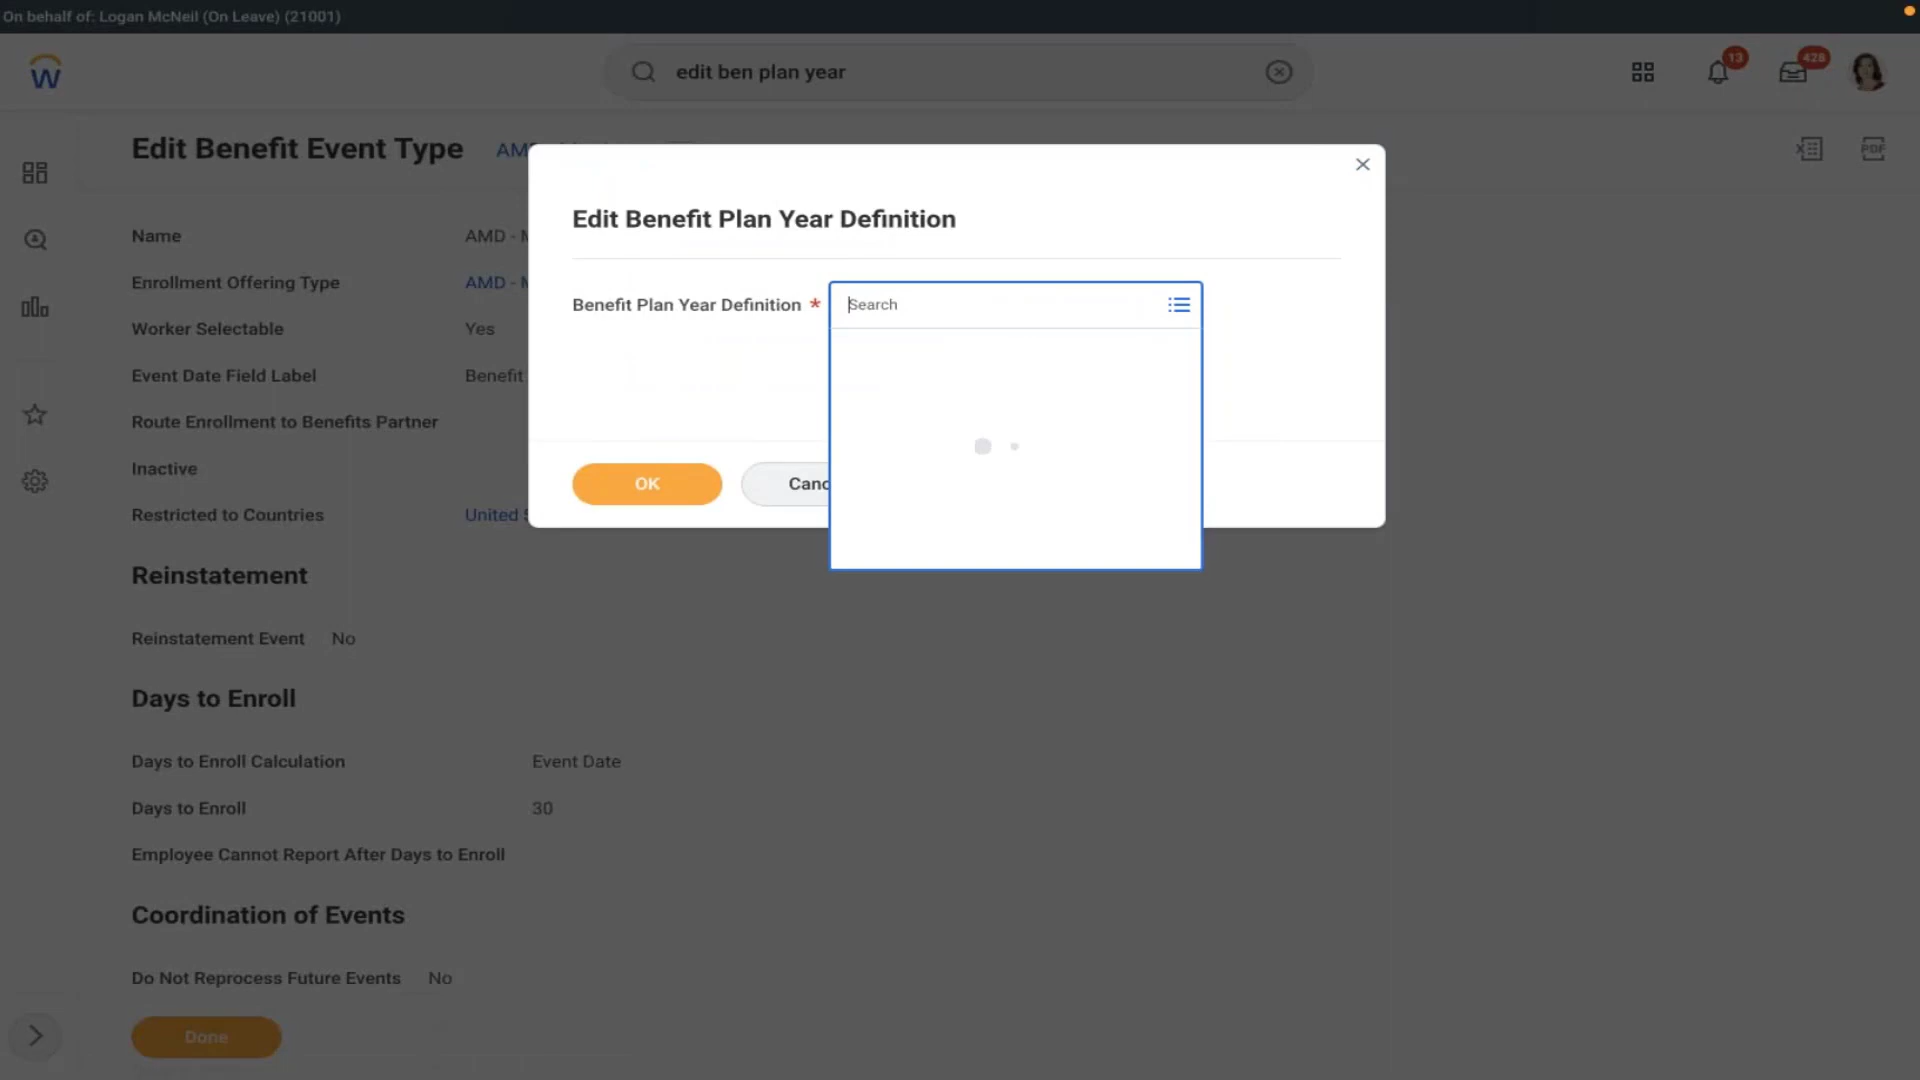 On behalf of: Logan McNeil (On Leave) (21001)
edit ben plan year
13
428
Edit Benefit Event Type
PDF
Edit Benefit Plan Year Definition
Benefit Plan Year Definition *
Search
OK
Name
AMD -
Enrollment Offering Type
AMD -
Worker Selectable
Yes
Event Date Field Label
Benefit
Route Enrollment to Benefits Partner
Inactive
Restricted to Countries
United
Reinstatement
Reinstatement Event No
Days to Enroll
Days to Enroll Calculation
Event Date
Days to Enroll
30
Employee Cannot Report After Days to Enroll
Coordination of Events
Do Not Reprocess Future Events No
Done